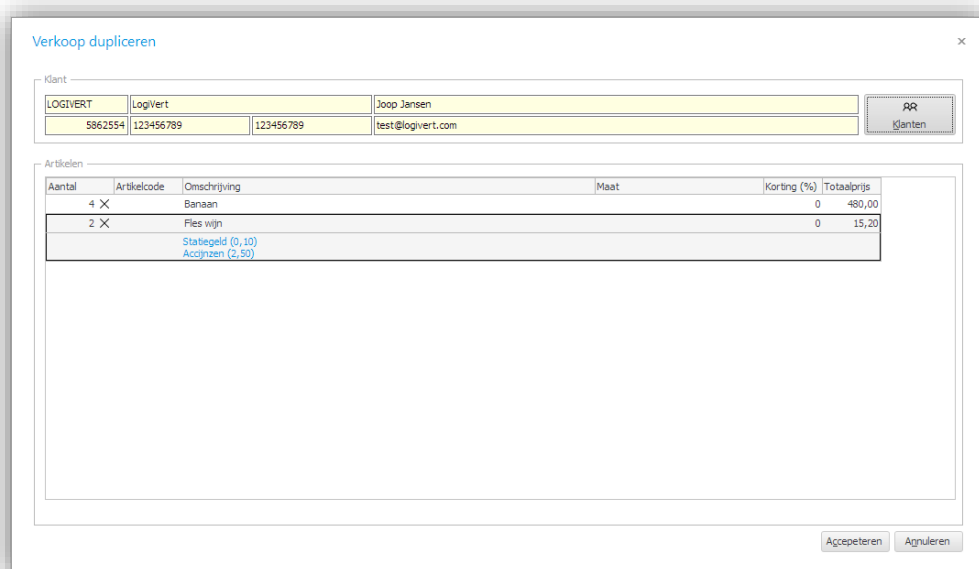 Verkoop dupliceren
Klant
LOGIVERT LogiVert Joop Jansen
5862554 123456789 123456789 test@logivert.com
Klanten
Artikelen
Aantal Artikelcode Omschrijving Maat Korting (%) Totaalprijs
4 Banaan 0 480,00
2 Fles wijn 0 15,20
Statiegeld (0,10)
Accijnzen (2,50)
Accepeteren Annuleren